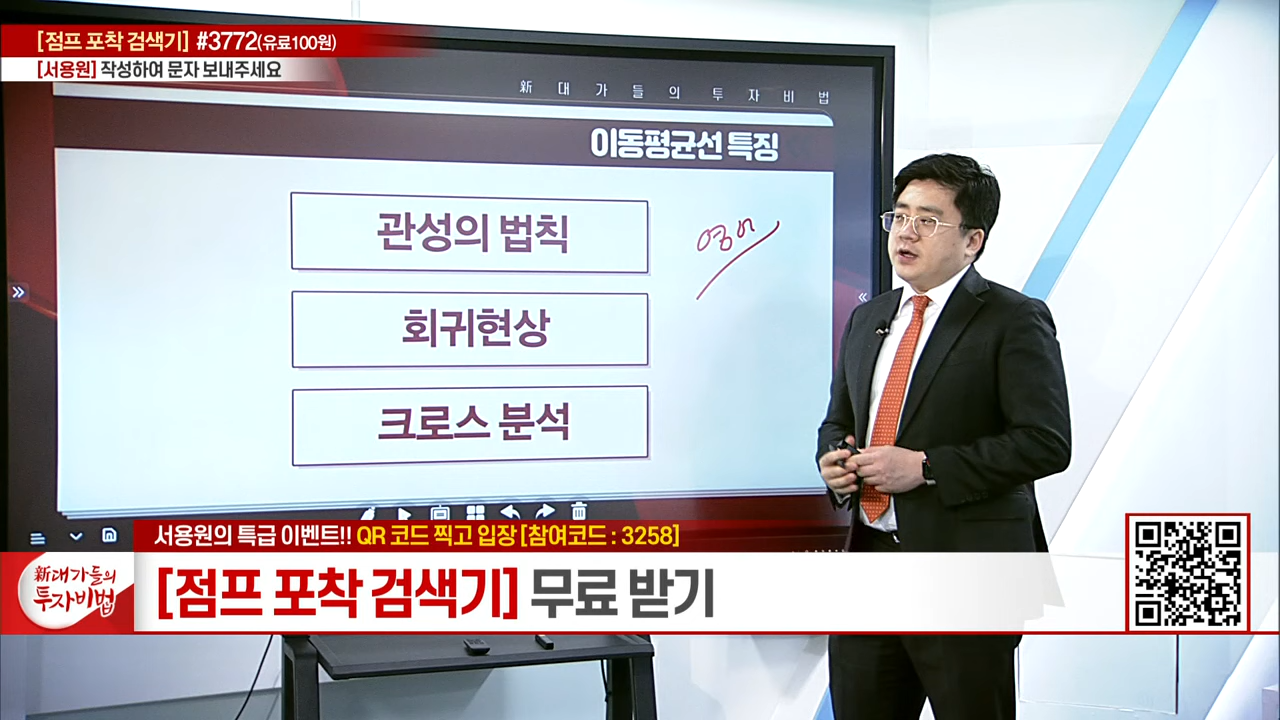 [점프 포착 검색기] #3772(유료100원)
[서용원] 작성하여 문자 보내주세요
新 대 가 들 의 투 자 비 법
이동평균선 특징
관성의 법칙
회귀현상
크로스 분석
서용원의 특급 이벤트!! QR 코드 찍고 입장 [참여코드 : 3258]
新대가들의
투자비법
[점프 포착 검색기] 무료 받기